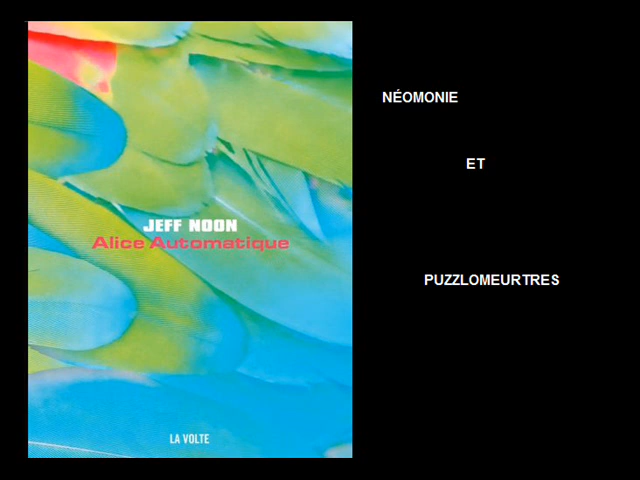 JEFF NOON
Alice Automatique
LA VOLTE
NÉOMONIE
ET
PUZZLOMEURTRES